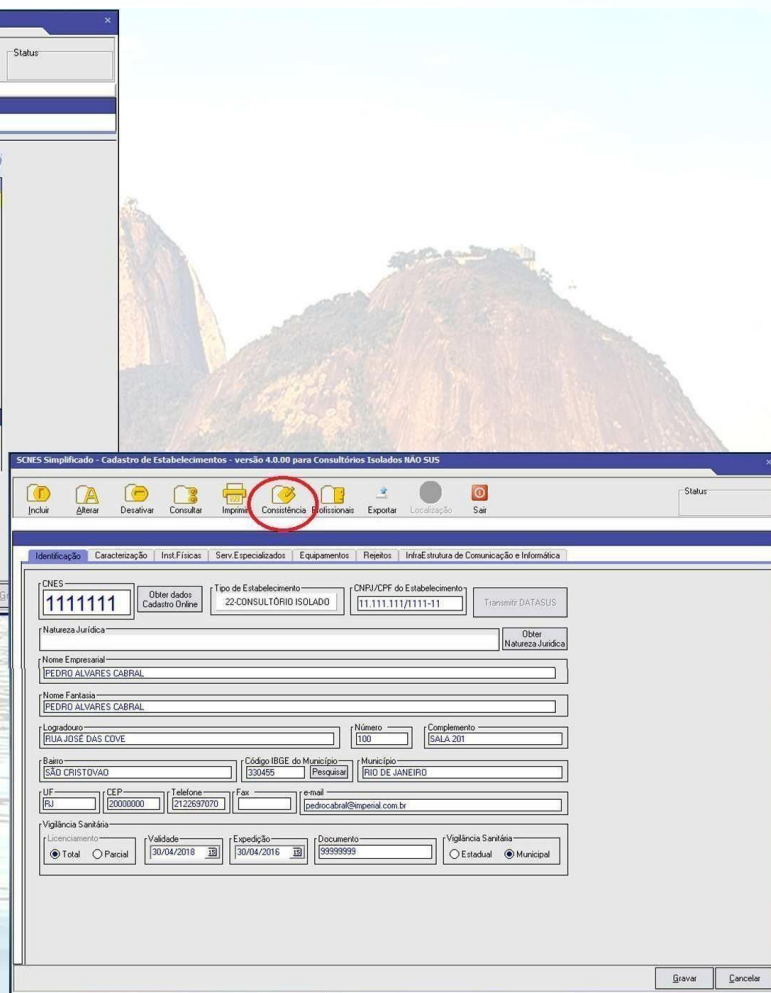 Status
SCNES Simplificado - Cadastro de Estabelecimentos - versão 4.0.00 para Consultórios Isolados NÃO SUS
Incluir Alterar Desativar Consultar Imprimir Consistência Profissionais Exportar Localização Sair
Status
Identificação Caracterização Inst.Físicas Serv.Especializados Equipamentos Rejeitos InfraEstrutura de Comunicação e Informática
CNES Tipo de Estabelecimento CNPJ/CPF do Estabelecimento
1111111 Obter dados Cadastro Online 22-CONSULTÓRIO ISOLADO 11.111.111/1111-11 Transmitir DATASUS
Natureza Jurídica
Obter Natureza Juridica
Nome Empresarial
PEDRO ALVARES CABRAL
Nome Fantasia
PEDRO ALVARES CABRAL
Logradouro Número Complemento
RUA JOSÉ DAS COVE 100 SALA 201
Bairro Código IBGE do Município Município
SÃO CRISTOVAO 330455 Pesquisar RIO DE JANEIRO
UF CEP Telefone Fax e-mail
RJ 20000000 2122697070 pedrocabral@imperial.com.br
Vigilância Sanitária
Licenciamento Validade Expedição Documento Vigilância Sanitária
Total Parcial 30/04/2018 15 30/04/2016 15 99999999 Estadual Municipal
Gravar Cancelar